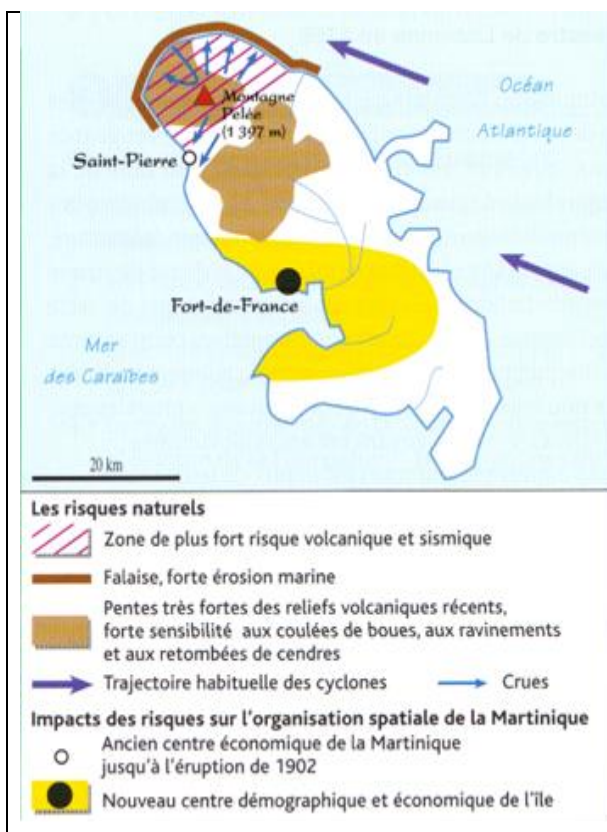 Océan
Atlantique
Montagne
Pelée
(1 397 m)
Saint-Pierre
Fort-de-France
Mer
des Caraïbes
20 km
Les risques naturels
Zone de plus fort risque volcanique et sismique
Falaise, forte érosion marine
Pentes très fortes des reliefs volcaniques récents,
forte sensibilité aux coulées de boues, aux ravinements
et aux retombées de cendres
Trajectoire habituelle des cyclones
Crues
Impacts des risques sur l'organisation spatiale de la Martinique
Ancien centre économique de la Martinique
jusqu'à l'éruption de 1902
Nouveau centre démographique et économique de l'île